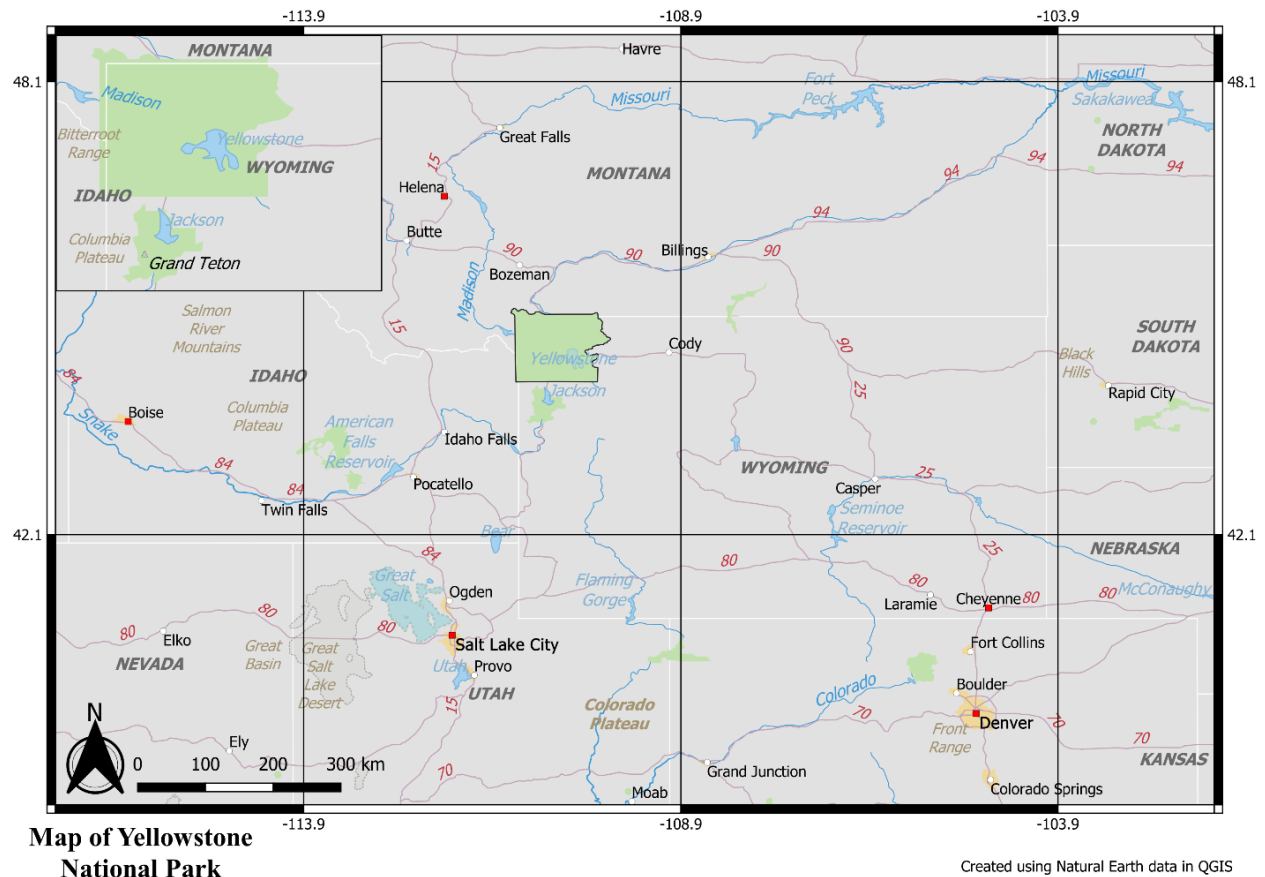 -113.9
-108.9
-103.9
48.1
48.1
MONTANA
Madison
Bitterroot
Range
Yellowstone
WYOMING
IDAHO
Jackson
Columbia
Plateau
Grand Teton
Havre
Missouri
Fort
Peck
Missouri
Sakakawea
Great Falls
NORTH
DAKOTA
15
MONTANA
94
94
94
Helena
94
Butte
90
90
Billings
90
Bozeman
Madison
Salmon
River
Mountains
15
Yellowstone
Cody
90
SOUTH
DAKOTA
Black
Hills
Rapid City
IDAHO
84
Jackson
25
Boise
Snake
Columbia
Plateau
American
Falls
Reservoir
Idaho Falls
84
84
Pocatello
Twin Falls
WYOMING
Casper
25
Seminoe
Reservoir
42.1
42.1
Bear
84
25
NEBRASKA
80
Great
Salt
Ogden
Flaming
Gorge
80
Laramie
Cheyenne
80
80
McConaughy
80
80
80
Elko
NEVADA
Great
Basin
Great
Salt
Lake
Desert
Salt Lake City
Utah
Provo
UTAH
15
Fort Collins
Boulder
Colorado
Colorado
Plateau
70
Denver
Front
Range
70
70
KANSAS
N
Ely
0
100
200
300 km
70
Grand Junction
Moab
Colorado Springs
-113.9
-108.9
-103.9
Map of Yellowstone
National Park
Created using Natural Earth data in QGIS